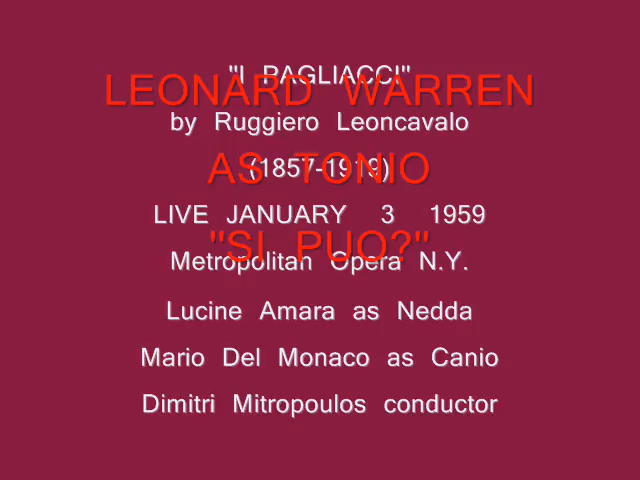 "I PAGLIACCI"
LEONARD WARREN
by Ruggiero Leoncavalo
AS TONIO
(1857-1919)
LIVE JANUARY 3 1959
"SI PUO?"
Metropolitan Opera N.Y.
Lucine Amara as Nedda
Mario Del Monaco as Canio
Dimitri Mitropoulos conductor